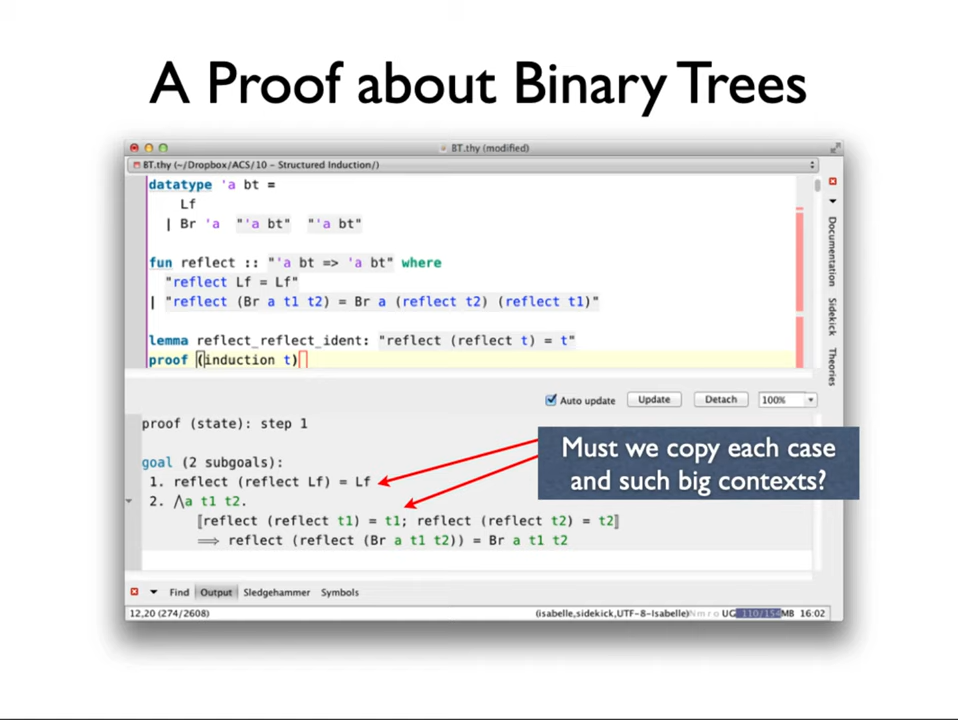 A Proof about Binary Trees
BT.thy (modified)
BT.thy (~/Dropbox/ACS/10 – Structured Induction/)
datatype 'a bt =
Lf
| Br 'a "'a bt" "'a bt"
fun reflect :: "'a bt => 'a bt" where
"reflect Lf = Lf"
| "reflect (Br a t1 t2) = Br a (reflect t2) (reflect t1)"
lemma reflect_reflect_ident: "reflect (reflect t) = t"
proof (induction t)
Documentation
Sidekick
Theories
Auto update
Update
Detach
100%
proof (state): step 1
goal (2 subgoals):
1. reflect (reflect Lf) = Lf
2. ⋀a t1 t2.
⟦reflect (reflect t1) = t1; reflect (reflect t2) = t2⟧
⟹ reflect (reflect (Br a t1 t2)) = Br a t1 t2
Must we copy each case
and such big contexts?
Find Output Sledgehammer Symbols
12,20 (274/2608)
(isabelle,sidekick,UTF-8-Isabelle)N m r o UG 110/154MB 16:02